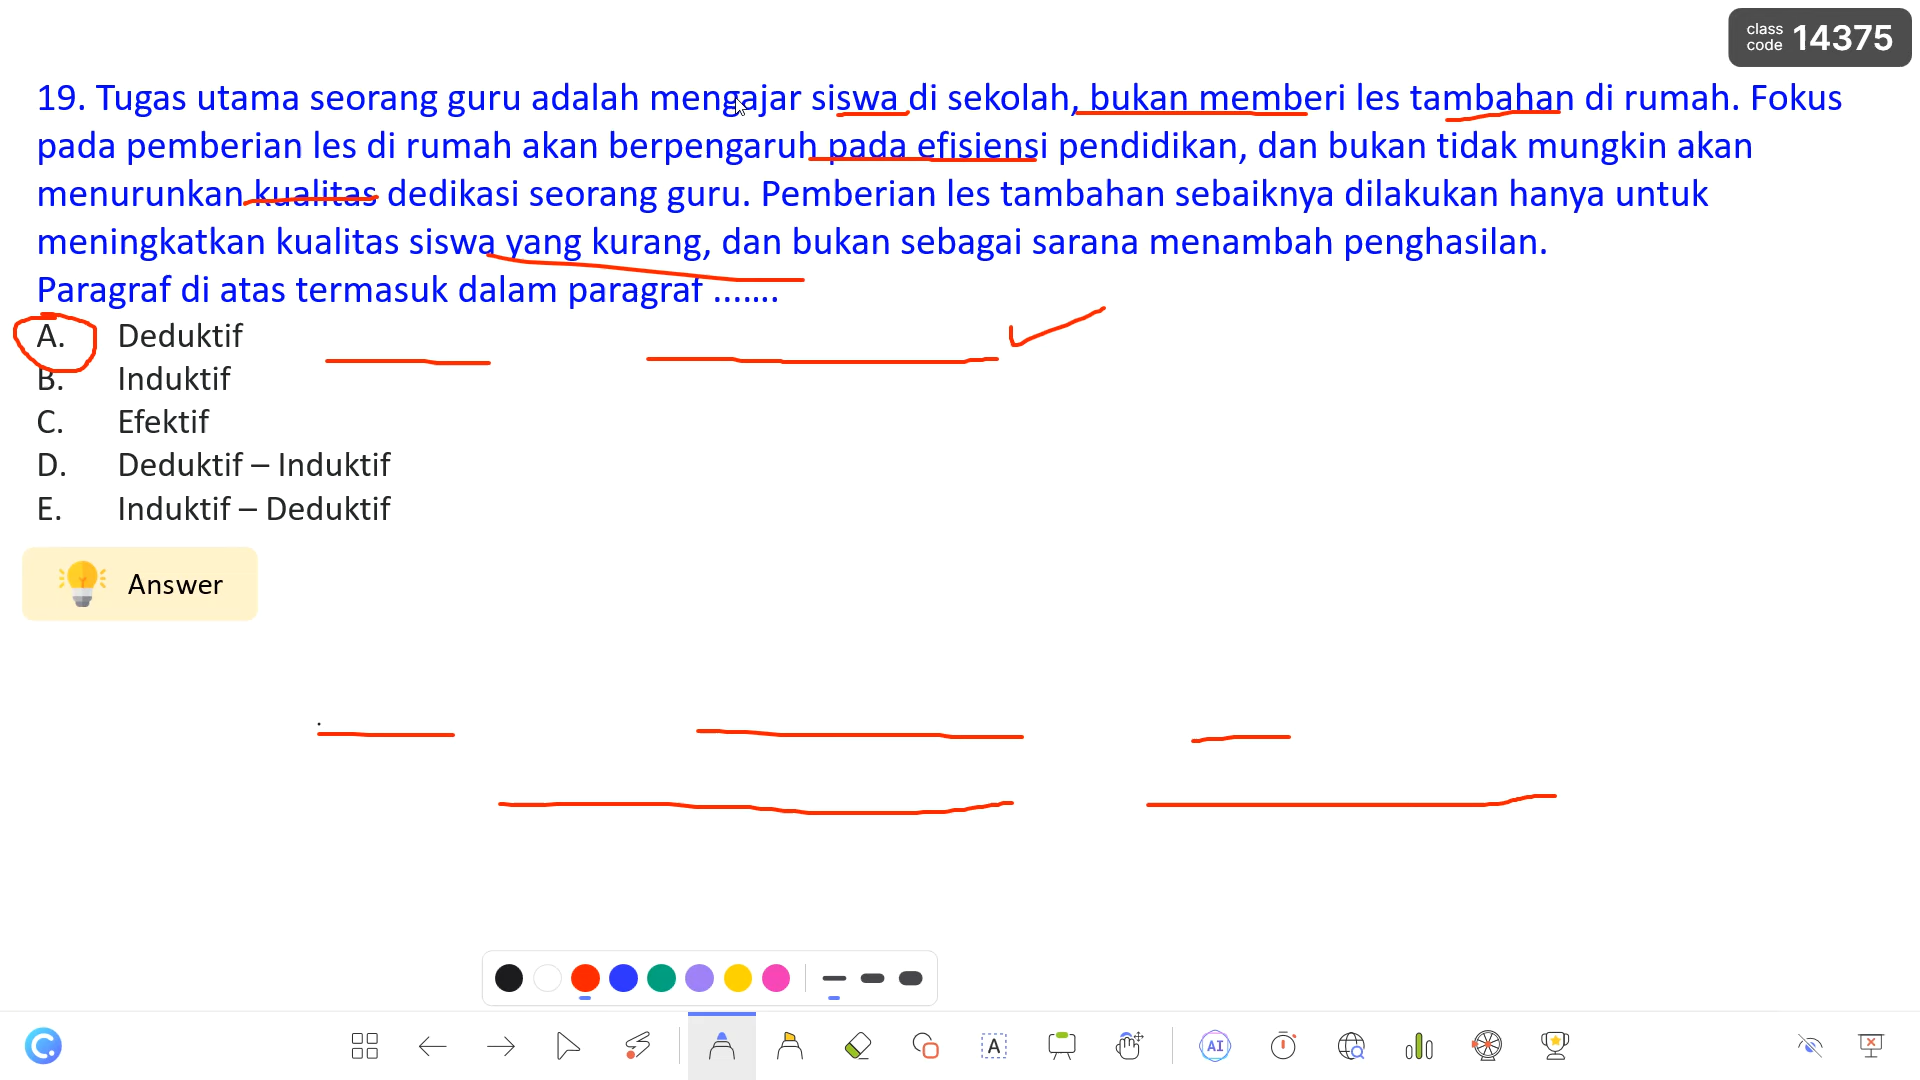 class
code 14375
19. Tugas utama seorang guru adalah mengajar siswa di sekolah, bukan memberi les tambahan di rumah. Fokus
pada pemberian les di rumah akan berpengaruh pada efisiensi pendidikan, dan bukan tidak mungkin akan
menurunkan kualitas dedikasi seorang guru. Pemberian les tambahan sebaiknya dilakukan hanya untuk
meningkatkan kualitas siswa yang kurang, dan bukan sebagai sarana menambah penghasilan.
Paragraf di atas termasuk dalam paragraf .......
A. Deduktif
B. Induktif
C. Efektif
D. Deduktif – Induktif
E. Induktif – Deduktif
Answer
A
AI